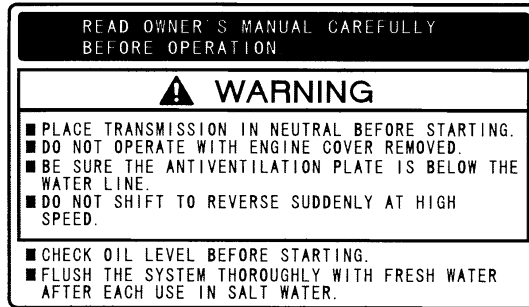 READ OWNER'S MANUAL CAREFULLY
BEFORE OPERATION
WARNING
■ PLACE TRANSMISSION IN NEUTRAL BEFORE STARTING.
■ DO NOT OPERATE WITH ENGINE COVER REMOVED.
■ BE SURE THE ANTIVENTILATION PLATE IS BELOW THE
WATER LINE.
■ DO NOT SHIFT TO REVERSE SUDDENLY AT HIGH
SPEED.
■ CHECK OIL LEVEL BEFORE STARTING.
■ FLUSH THE SYSTEM THOROUGHLY WITH FRESH WATER
AFTER EACH USE IN SALT WATER.